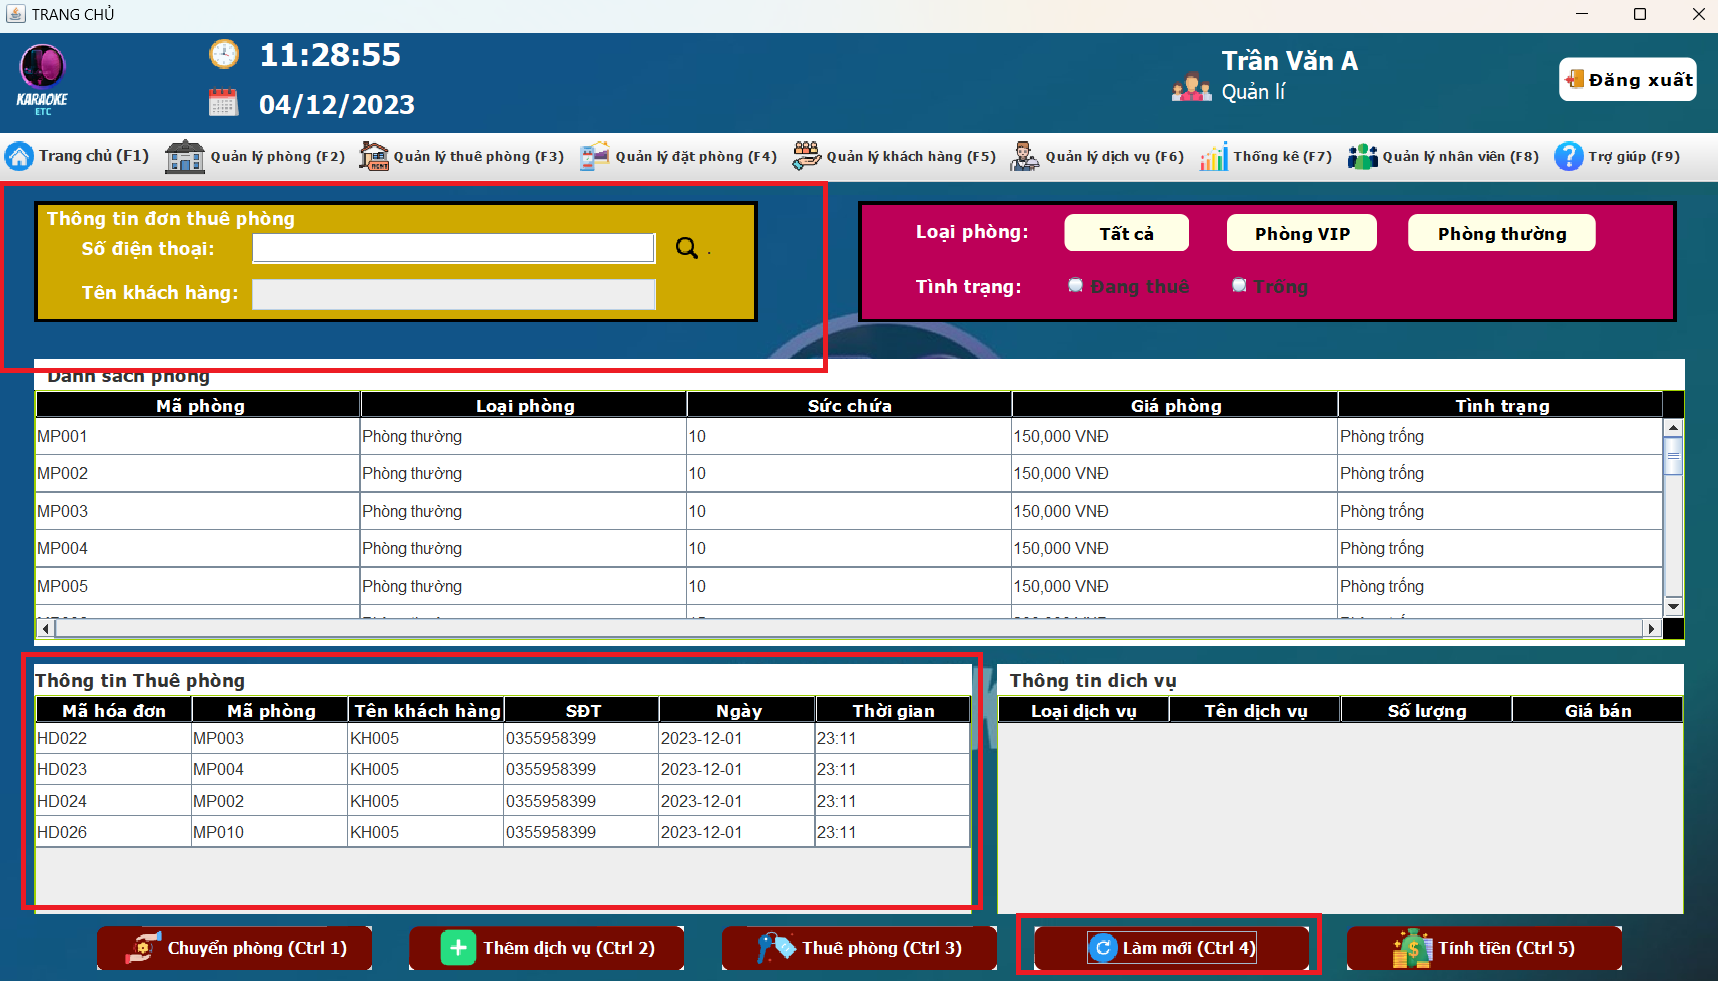 TRANG CHỦ
KARAOKE
ETC
11:28:55
04/12/2023
Trần Văn A
Quản lí
Đăng xuất
Trang chủ (F1) Quản lý phòng (F2) Quản lý thuê phòng (F3) Quản lý đặt phòng (F4) Quản lý khách hàng (F5) Quản lý dịch vụ (F6) Thống kê (F7) Quản lý nhân viên (F8) Trợ giúp (F9)
Thông tin đơn thuê phòng
Số điện thoại:
Tên khách hàng:
Loại phòng: Tất cả Phòng VIP Phòng thường
Tình trạng: Đang thuê Trống
Danh sách phòng
Mã phòng Loại phòng Sức chứa Giá phòng Tình trạng
MP001 Phòng thường 10 150,000 VNĐ Phòng trống
MP002 Phòng thường 10 150,000 VNĐ Phòng trống
MP003 Phòng thường 10 150,000 VNĐ Phòng trống
MP004 Phòng thường 10 150,000 VNĐ Phòng trống
MP005 Phòng thường 10 150,000 VNĐ Phòng trống
Thông tin Thuê phòng
Mã hóa đơn Mã phòng Tên khách hàng SĐT Ngày Thời gian
HD022 MP003 KH005 0355958399 2023-12-01 23:11
HD023 MP004 KH005 0355958399 2023-12-01 23:11
HD024 MP002 KH005 0355958399 2023-12-01 23:11
HD026 MP010 KH005 0355958399 2023-12-01 23:11
Thông tin dich vụ
Loại dịch vụ Tên dịch vụ Số lượng Giá bán
Chuyển phòng (Ctrl 1) Thêm dịch vụ (Ctrl 2) Thuê phòng (Ctrl 3) Làm mới (Ctrl 4) Tính tiền (Ctrl 5)